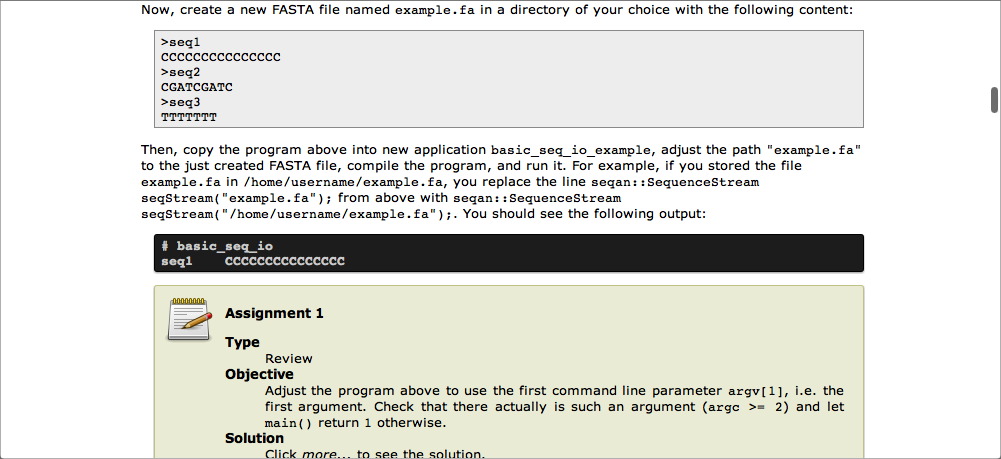 Now, create a new FASTA file named example.fa in a directory of your choice with the following content:
>seq1
CCCCCCCCCCCCCCC
>seq2
CGATCGATC
>seq3
TTTTTTT
Then, copy the program above into new application basic_seq_io_example, adjust the path "example.fa"
to the just created FASTA file, compile the program, and run it. For example, if you stored the file
example.fa in /home/username/example.fa, you replace the line seqan::SequenceStream
seqStream("example.fa"); from above with seqan::SequenceStream
seqStream("/home/username/example.fa");. You should see the following output:
# basic_seq_io
seq1    CCCCCCCCCCCCCCC
Assignment 1
Type
Review
Objective
Adjust the program above to use the first command line parameter argv[1], i.e. the
first argument. Check that there actually is such an argument (argc >= 2) and let
main() return 1 otherwise.
Solution
Click more... to see the solution.